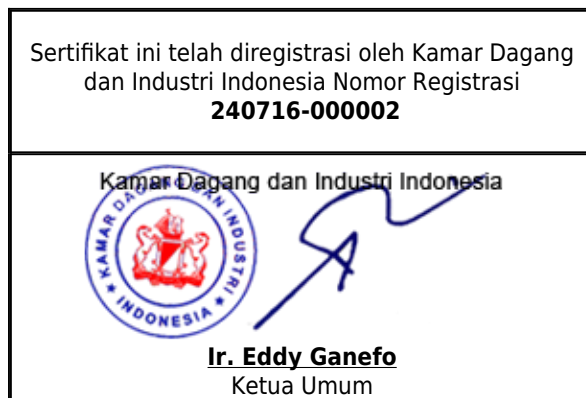 Sertifikat ini telah diregistrasi oleh Kamar Dagang
dan Industri Indonesia Nomor Registrasi
240716-000002
Kamar Dagang dan Industri Indonesia
KAMAR DAGANG DAN INDUSTRI
INDONESIA
Ir. Eddy Ganefo
Ketua Umum